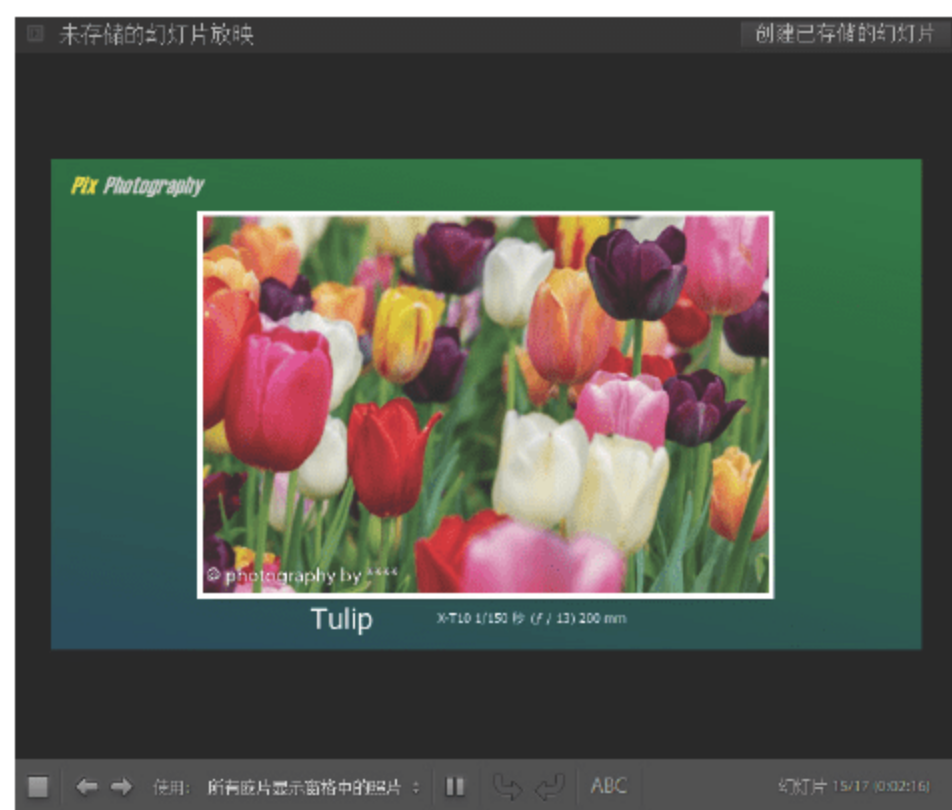 未存储的幻灯片放映
创建已存储的幻灯片
Pix Photography
© photography by ****
Tulip
X-T10 1/150 秒 (ƒ / 13) 200 mm
使用: 所有胶片显示窗格中的照片
ABC
幻灯片 15/17 (0:02:16)